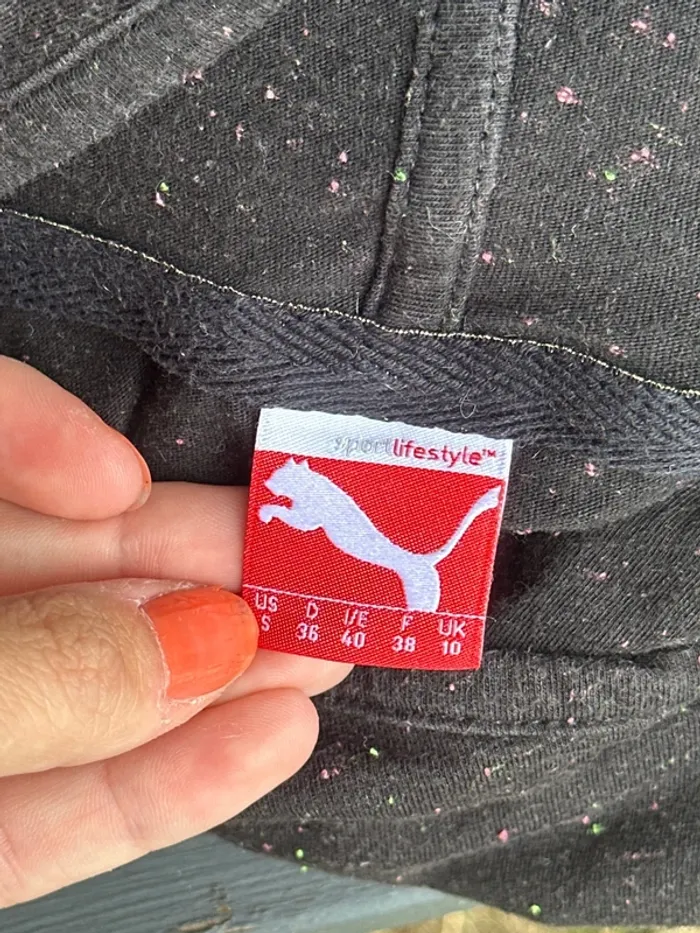 sportlifestyle™
US D I/E F UK
S 36 40 38 10